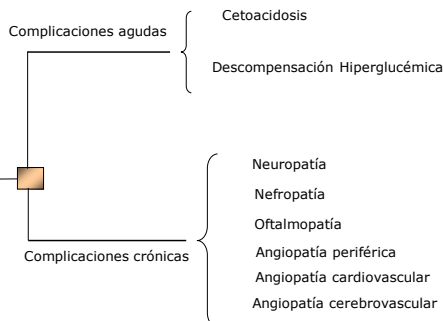 Complicaciones agudas
Cetoacidosis
Descompensación Hiperglucémica
Complicaciones crónicas
Neuropatía
Nefropatía
Oftalmopatía
Angiopatía periférica
Angiopatía cardiovascular
Angiopatía cerebrovascular